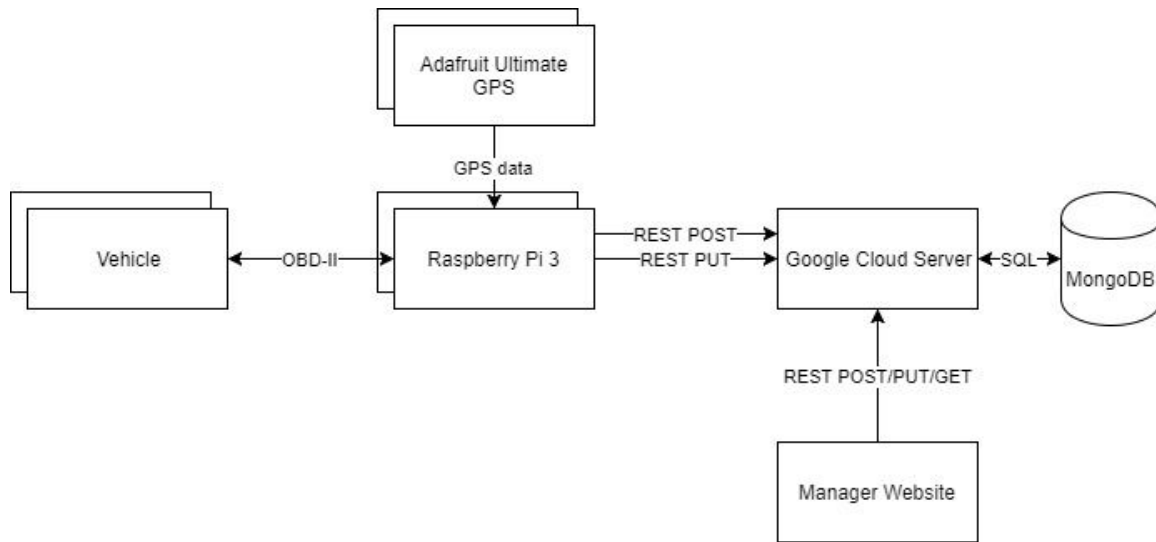 Adafruit Ultimate
GPS
GPS data
Vehicle
OBD-II
Raspberry Pi 3
REST POST
REST PUT
Google Cloud Server
SQL
MongoDB
REST POST/PUT/GET
Manager Website